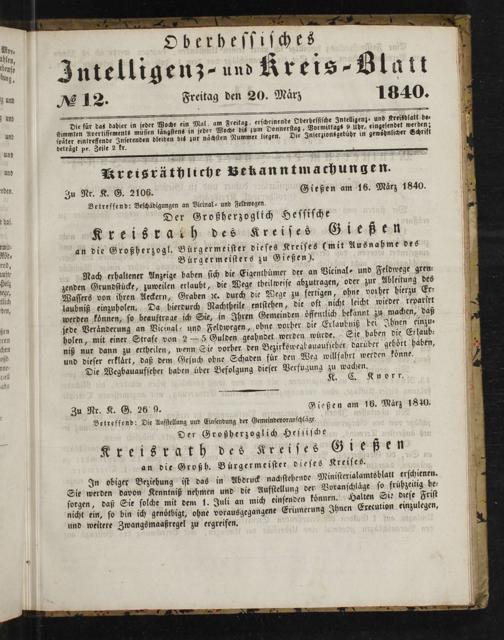 Oberhessisches
Intelligenz- und Kreis-Blatt
№ 12. Freitag den 20. März 1840.
Die für das dahier in jeder Woche ein Mal, am Freitag, erscheinende Oberhessische Intelligenz- und Kreisblatt be-
stimmten Avertissements müssen längstens in jeder Woche bis zum Donnerstag, Vormittags 9 Uhr, eingesendet werden;
später eintreffende Inserenden bleiben bis zur nächsten Nummer liegen. Die Inserzionsgebühr in gewöhnlicher Schrift
beträgt pr. Zeile 2 kr.
Kreisräthliche Bekanntmachungen.
Zu Nr. K. G. 2106. Gießen am 16. März 1840.
Betreffend: Beschädigungen an Vicinal- und Feldwegen.
Der Großherzoglich Hessische
Kreisrath des Kreises Gießen
an die Großherzogl. Bürgermeister dieses Kreises (mit Ausnahme des
Bürgermeisters zu Gießen).
Nach erhaltener Anzeige haben sich die Eigenthümer der an Vicinal- und Feldwege gren-
zenden Grundstücke, zuweilen erlaubt, die Wege theilweise abzutragen, oder zur Ableitung des
Wassers von ihren Aeckern, Graben ꝛc. durch die Wege zu fertigen, ohne vorher hierzu Er-
laubniß einzuholen. Da hierdurch Nachtheile entstehen, die oft nicht leicht wieder reparirt
werden können, so beauftrage ich Sie, in Ihren Gemeinden öffentlich bekannt zu machen, daß
jede Veränderung an Vicinal- und Feldwegen, ohne vorher die Erlaubniß bei Ihnen einzu-
holen, mit einer Strafe von 2 — 5 Gulden geahndet werden würde. Sie haben die Erlaub-
niß nur dann zu ertheilen, wenn Sie vorher den Bezirkswegbauaufseher darüber gehört haben,
und dieser erklärt, daß dem Gesuch ohne Schaden für den Weg willfahrt werden könne.
Die Wegbauaufseher haben über Befolgung dieser Verfügung zu wachen.
K. C. Knorr.
Zu Nr. K. G. 26 9. Gießen am 16. März 1840.
Betreffend: Die Aufstellung und Einsendung der Gemeindevoranschläge.
Der Großherzoglich Hessische
Kreisrath des Kreises Gießen
an die Großh. Bürgermeister dieses Kreises.
In obiger Beziehung ist das in Abdruck nachstehende Ministerialamtsblatt erschienen.
Sie werden davon Kenntniß nehmen und die Aufstellung der Voranschläge so frühzeitig be-
sorgen, daß Sie solche mit dem 1. Juli an mich einsenden können. Halten Sie diese Frist
nicht ein, so bin ich genöthigt, ohne vorausgegangene Erinnerung Ihnen Execution einzulegen,
und weitere Zwangsmaßregel zu ergreifen.